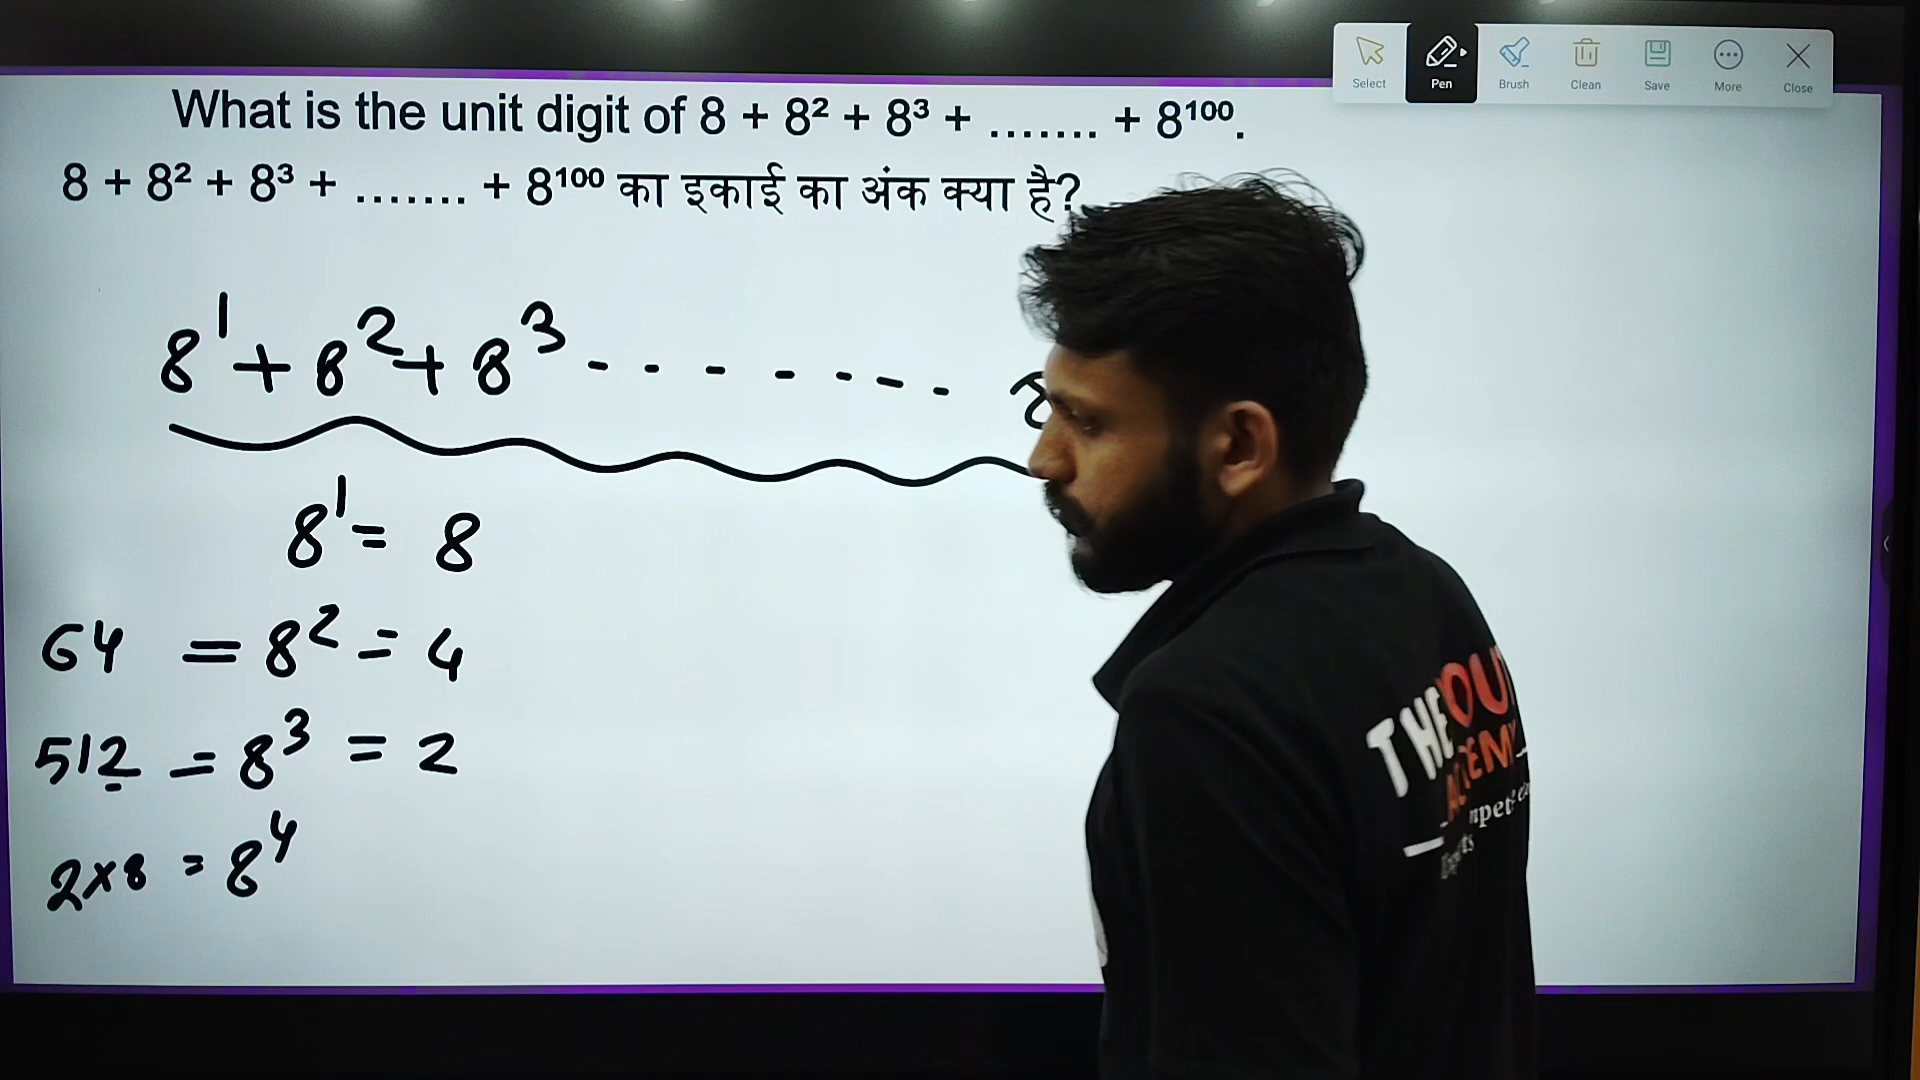 Select Pen Brush Clean Save More Close
What is the unit digit of 8 + 8² + 8³ + ....... + 8¹⁰⁰.
8 + 8² + 8³ + ....... + 8¹⁰⁰ का इकाई का अंक क्या है?
8¹ + 8² + 8³ - - - - - - -
8¹ = 8
64 = 8² = 4
512 = 8³ = 2
2×8 = 8⁴
THE